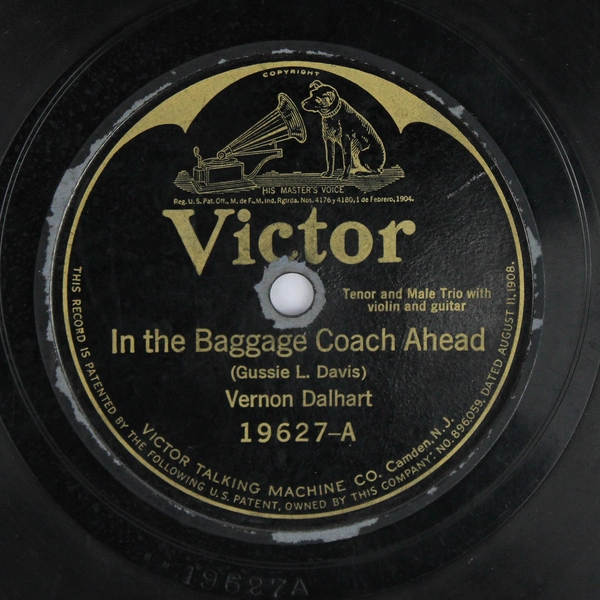 COPYRIGHT
HIS MASTER'S VOICE
Reg. U.S. Pat. Off., M. de F., M. Ind. Rgtrda. Nos. 4176 y 4180, 1 de Febrero, 1904.
Victor
Tenor and Male Trio with
violin and guitar
In the Baggage Coach Ahead
(Gussie L. Davis)
Vernon Dalhart
19627-A
VICTOR TALKING MACHINE CO. Camden, N. J.
THIS RECORD IS PATENTED BY THE FOLLOWING U.S. PATENT, OWNED BY THIS COMPANY: NO. 896,059, DATED AUGUST 11, 1908.
19627A